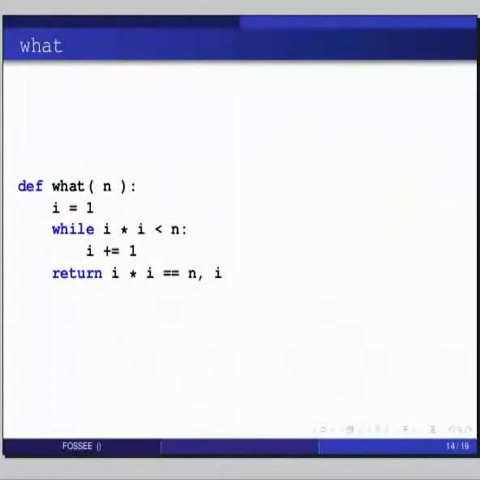 what
def what( n ):
    i = 1
    while i * i < n:
        i += 1
    return i * i == n, i
FOSSEE ()
14 / 19